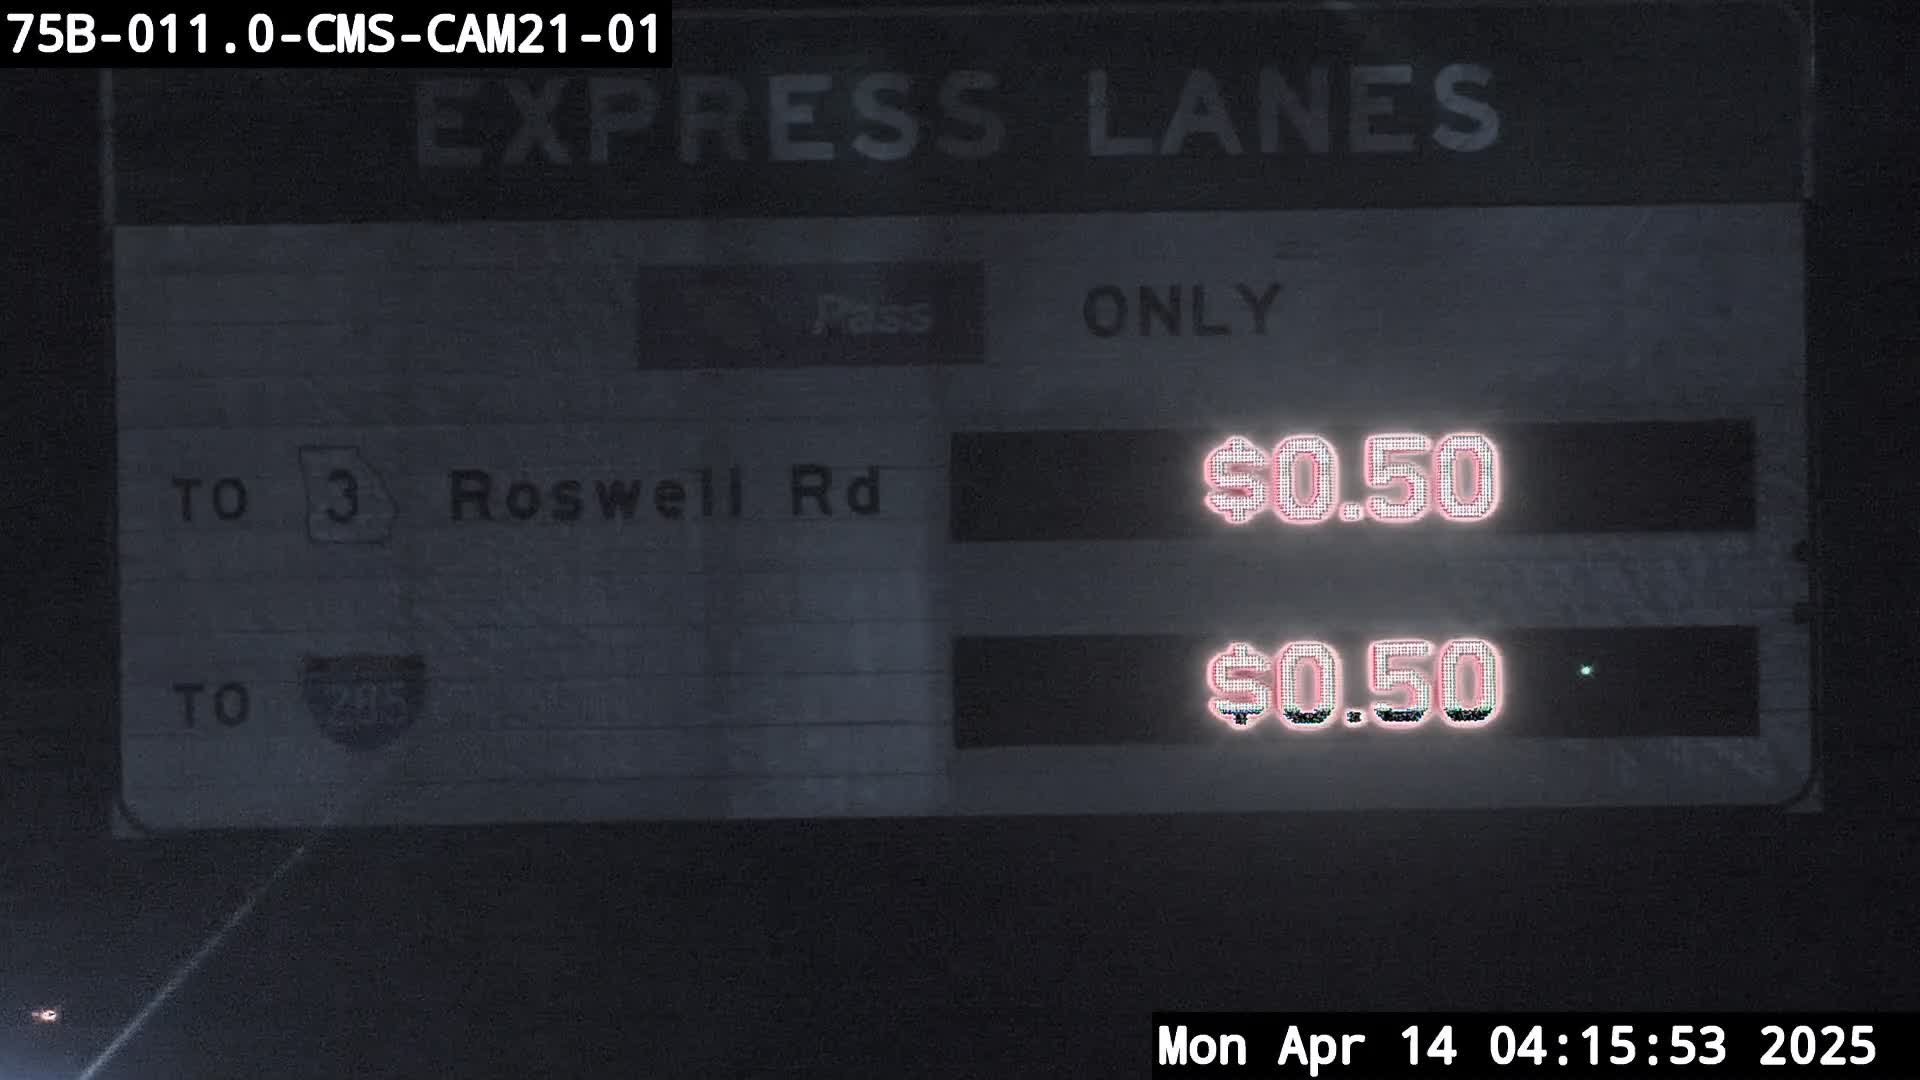 75B-011.0-CMS-CAM21-01
EXPRESS LANES
Pass ONLY
TO 3 Roswell Rd $0.50
TO 285 $0.50
Mon Apr 14 04:15:53 2025